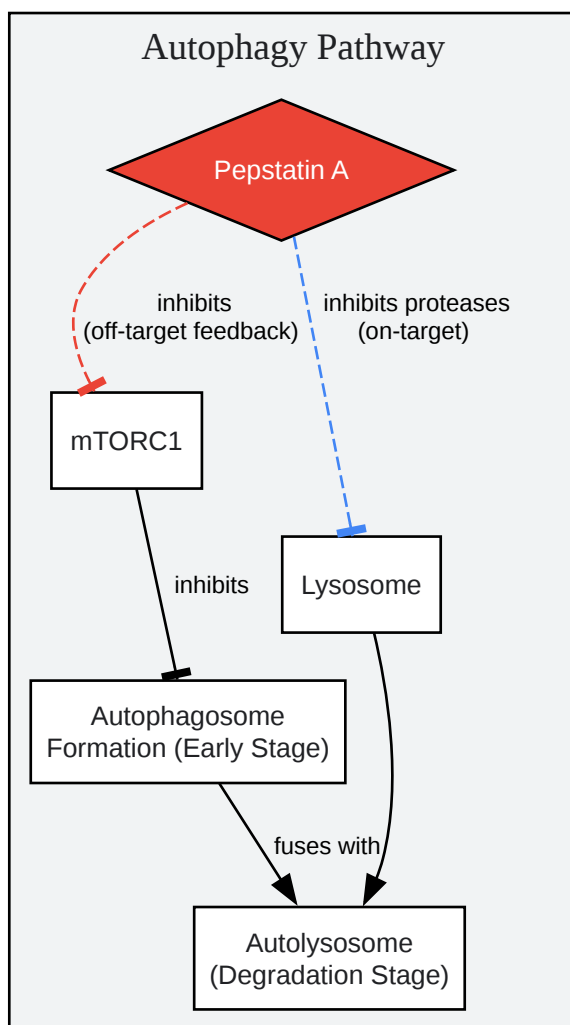 Autophagy Pathway
Pepstatin A
inhibits
(off-target feedback)
inhibits proteases
(on-target)
mTORC1
Lysosome
inhibits
Autophagosome
Formation (Early Stage)
fuses with
Autolysosome
(Degradation Stage)